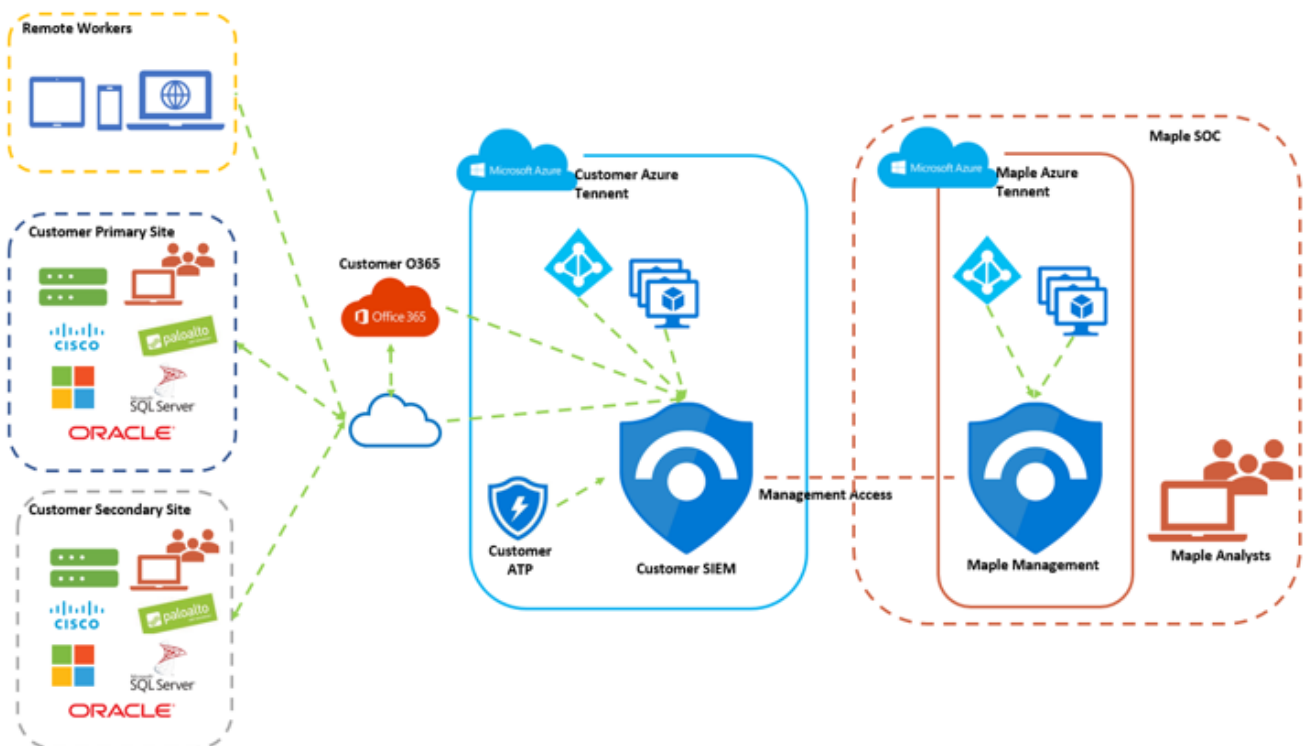 Remote Workers
Customer Primary Site
CISCO
paloalto
Microsoft
SQL Server
ORACLE
Customer Secondary Site
CISCO
paloalto
Microsoft
SQL Server
ORACLE
Customer O365
Office 365
Microsoft Azure
Customer Azure
Tennent
Customer
ATP
Customer SIEM
Management Access
Maple SOC
Microsoft Azure
Maple Azure
Tennent
Maple Management
Maple Analysts